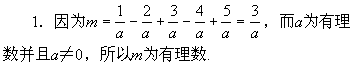 1. 因为m = 1/a - 2/a + 3/a - 4/a + 5/a = 3/a，而a为有理
数并且a≠0，所以m为有理数.